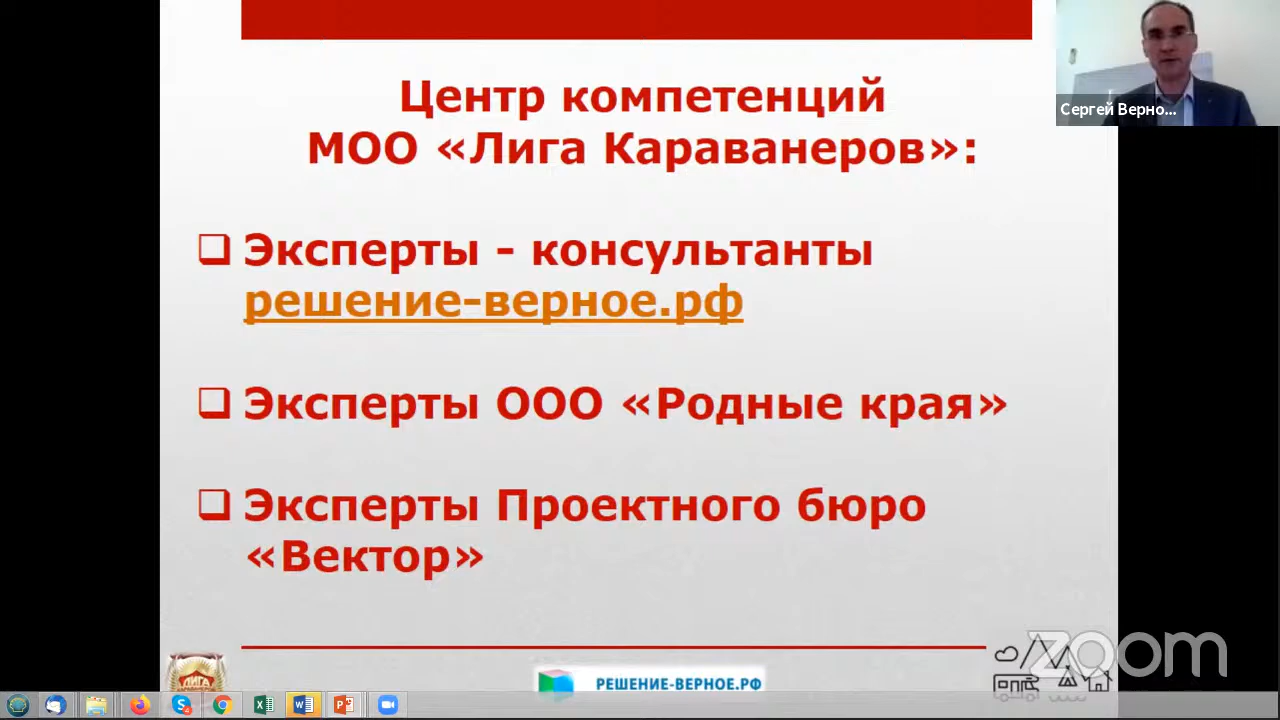 Центр компетенций
МОО «Лига Караванеров»:
Сергей Верно...
❑ Эксперты - консультанты
решение-верное.рф
❑ Эксперты ООО «Родные края»
❑ Эксперты Проектного бюро
«Вектор»
zoom
ЛИГА
РЕШЕНИЕ-ВЕРНОЕ.РФ